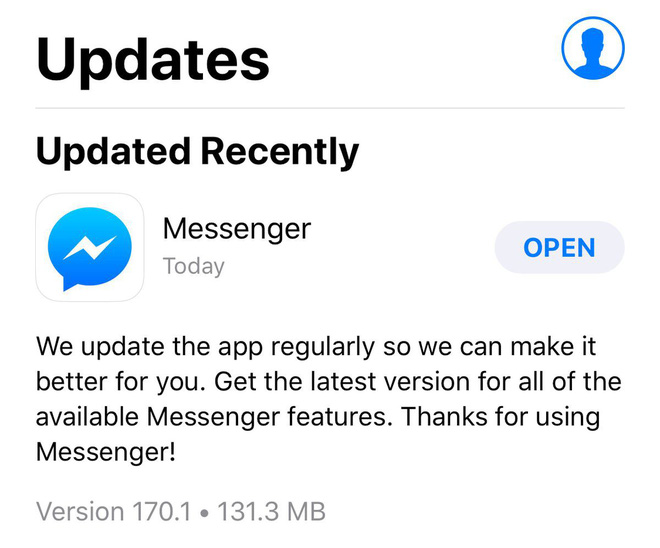 Updates
Updated Recently
Messenger
Today
OPEN
We update the app regularly so we can make it
better for you. Get the latest version for all of the
available Messenger features. Thanks for using
Messenger!
Version 170.1 • 131.3 MB